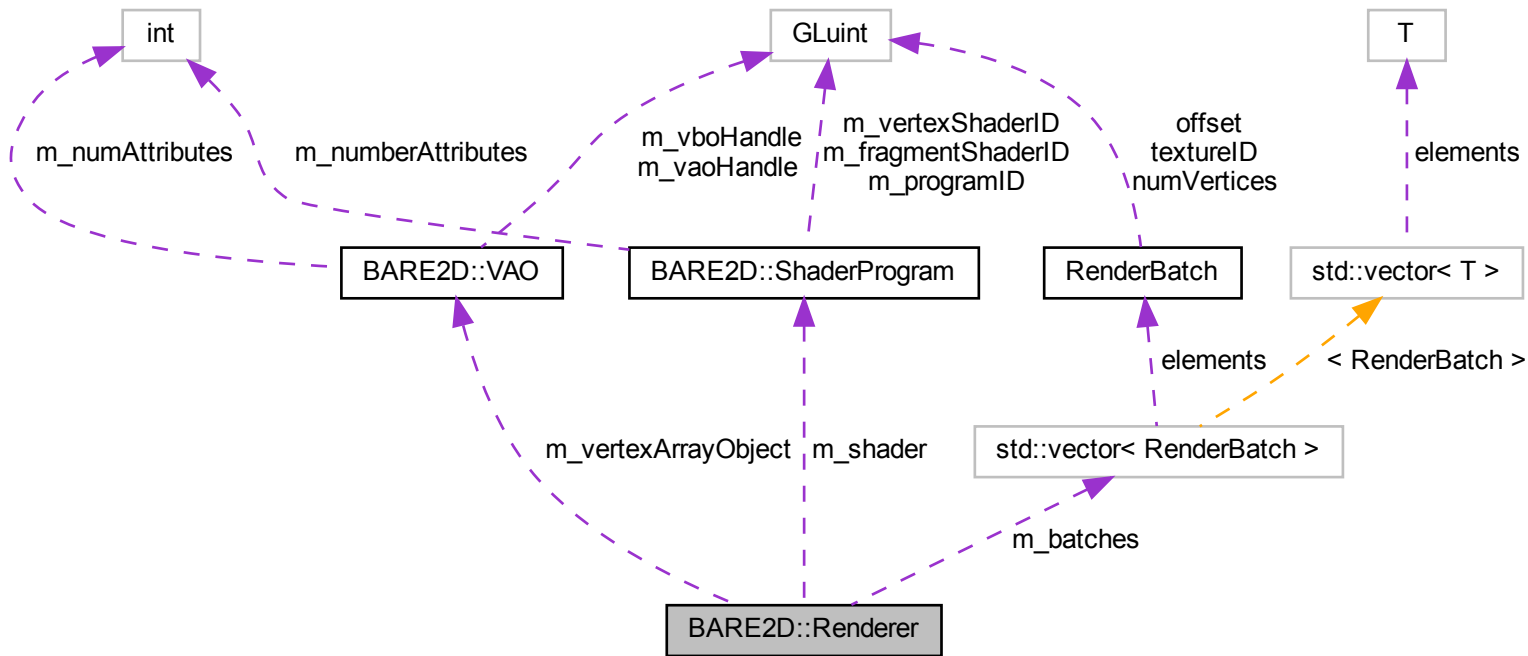 int
GLuint
T
m_numAttributes
m_numberAttributes
m_vboHandle
m_vaoHandle
m_vertexShaderID
m_fragmentShaderID
m_programID
offset
textureID
numVertices
elements
BARE2D::VAO
BARE2D::ShaderProgram
RenderBatch
std::vector< T >
elements
< RenderBatch >
m_vertexArrayObject
m_shader
std::vector< RenderBatch >
m_batches
BARE2D::Renderer